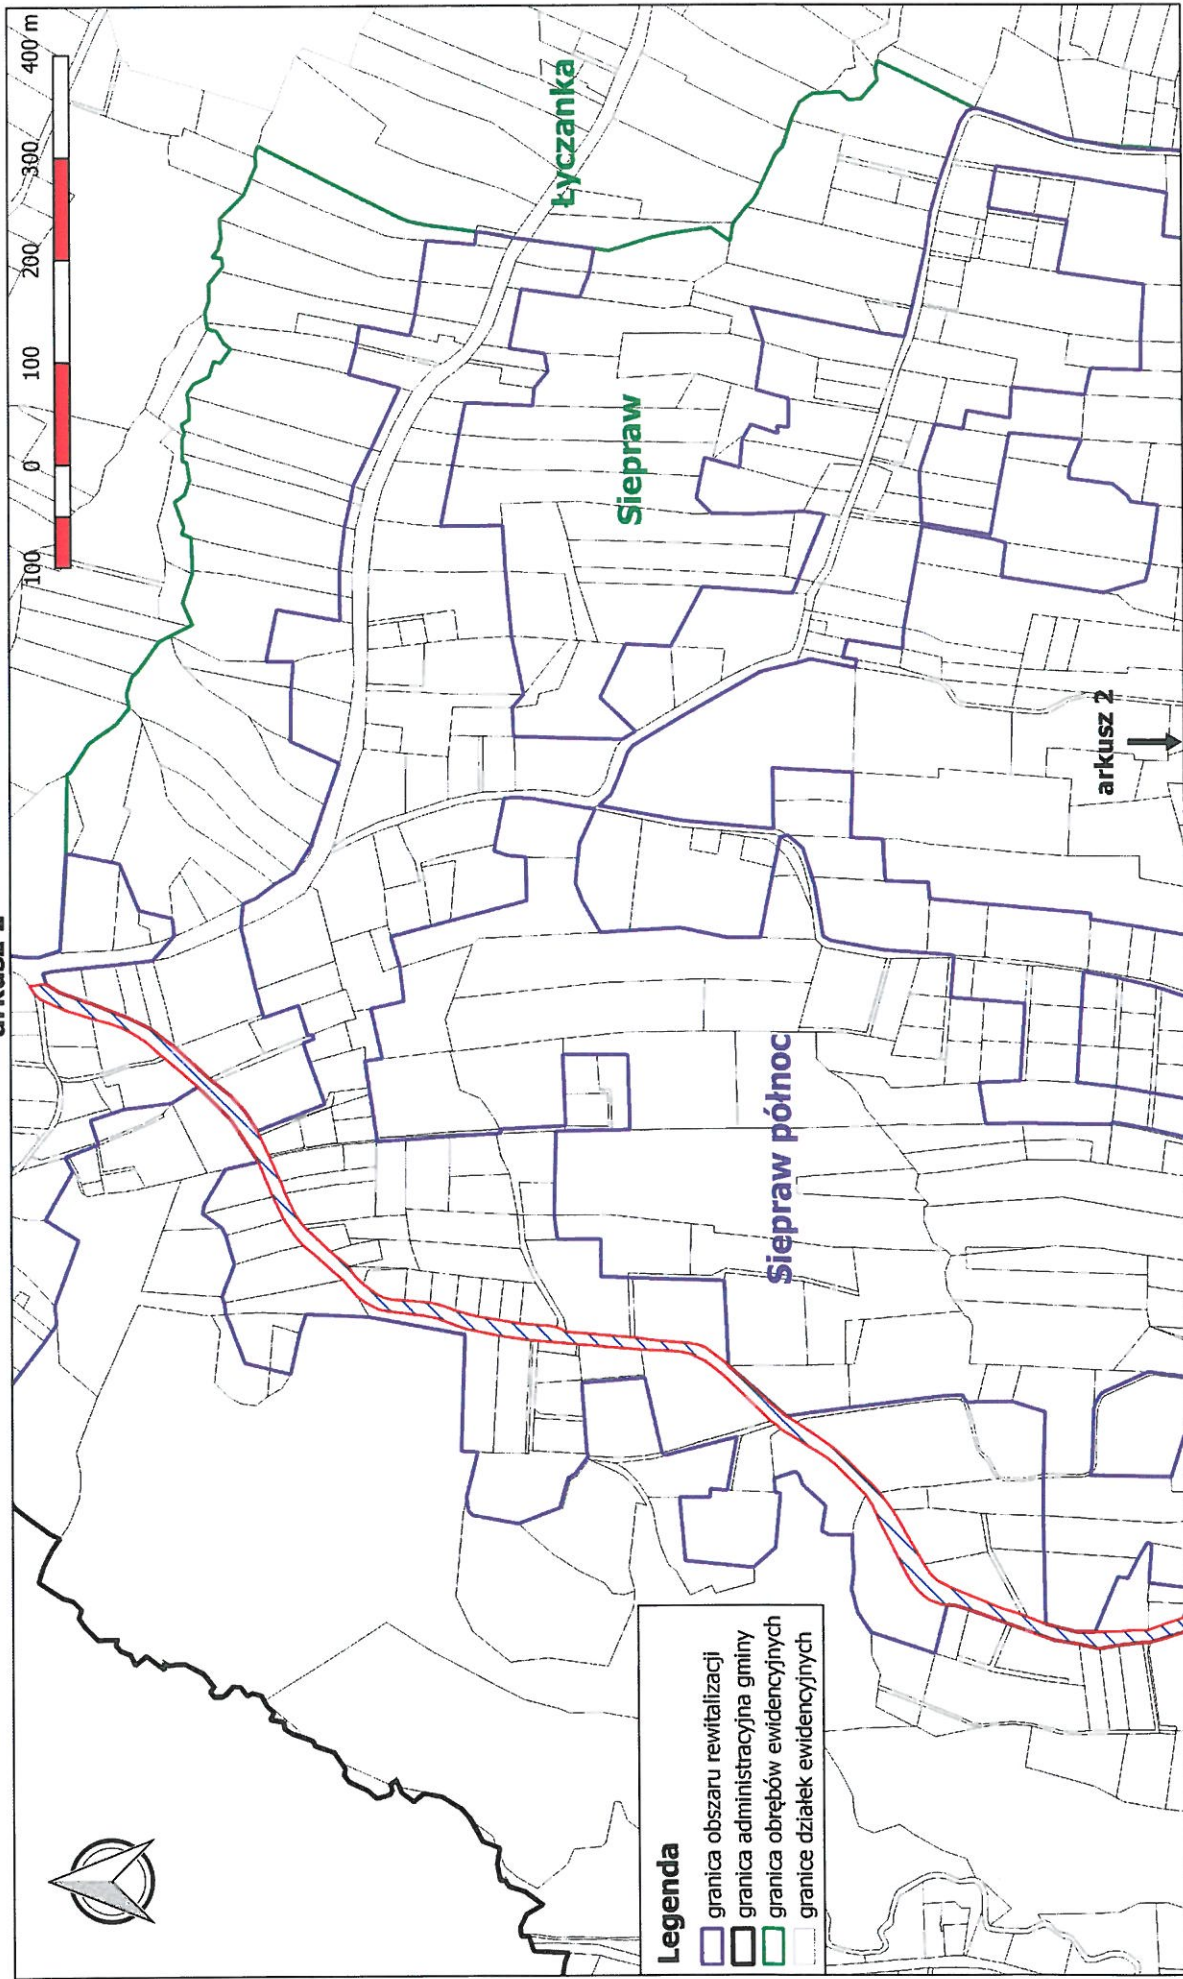 100 0 100 200 300 400 m
Łyczanka
Siepraw
Siepraw północ
arkusz 2
Legenda
granica obszaru rewitalizacji
granica administracyjna gminy
granica obrębów ewidencyjnych
granice działek ewidencyjnych